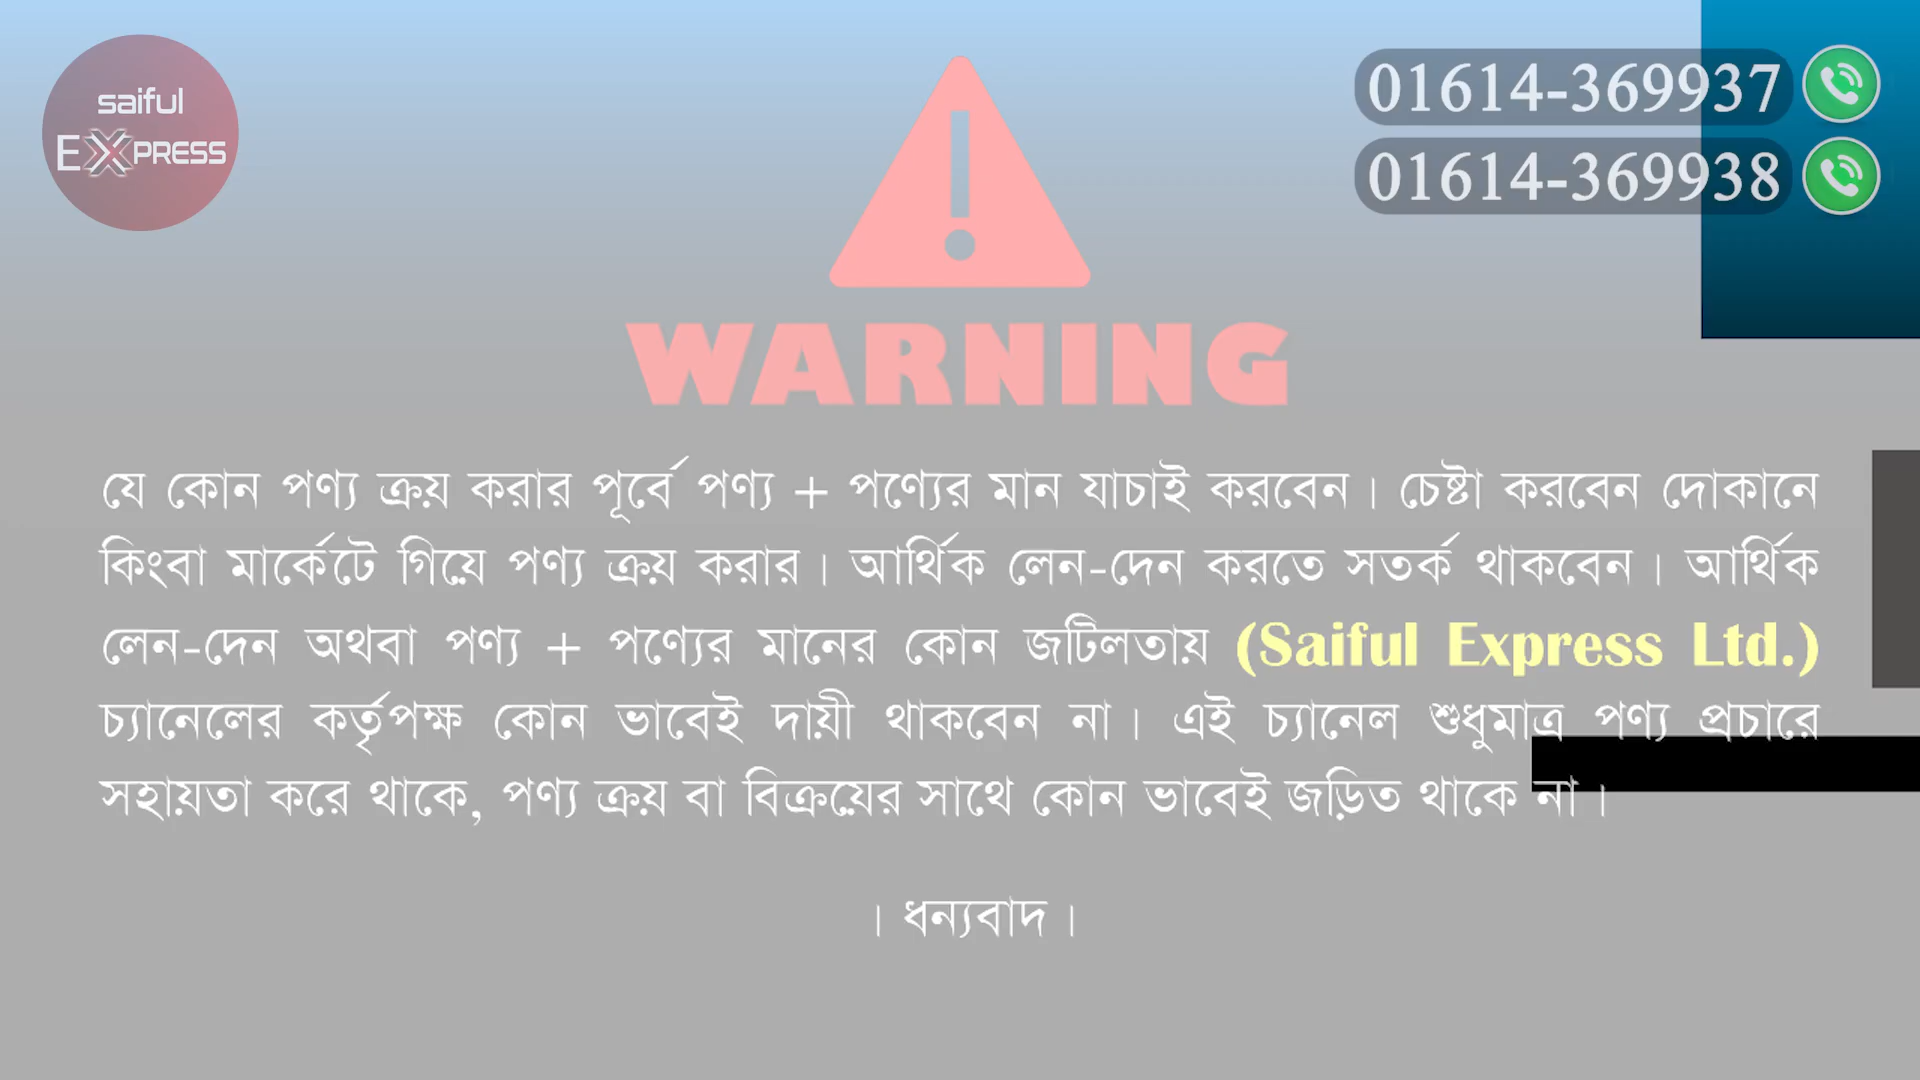 saiful
EXPRESS
01614-369937
01614-369938
WARNING
যে কোন পণ্য ক্রয় করার পূর্বে পণ্য + পণ্যের মান যাচাই করবেন। চেষ্টা করবেন দোকানে
কিংবা মার্কেটে গিয়ে পণ্য ক্রয় করার। আর্থিক লেন-দেন করতে সতর্ক থাকবেন। আর্থিক
লেন-দেন অথবা পণ্য + পণ্যের মানের কোন জটিলতায় (Saiful Express Ltd.)
চ্যানেলের কর্তৃপক্ষ কোন ভাবেই দায়ী থাকবেন না। এই চ্যানেল শুধুমাত্র পণ্য প্রচারে
সহায়তা করে থাকে, পণ্য ক্রয় বা বিক্রয়ের সাথে কোন ভাবেই জড়িত থাকে না।
। ধন্যবাদ ।